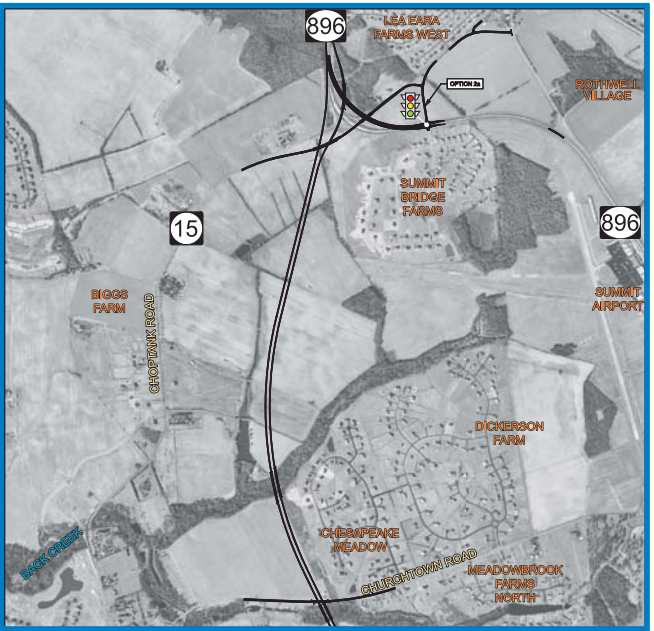 896
LEA EARA
FARMS WEST
OPTION 2a
ROTHWELL
VILLAGE
SUMMIT
BRIDGE
FARMS
15
896
BIGGS
FARM
CHOPTANK ROAD
SUMMIT
AIRPORT
DICKERSON
FARM
CHESAPEAKE
MEADOW
BACK CREEK
CHURCHTOWN ROAD
MEADOWBROOK
FARMS
NORTH